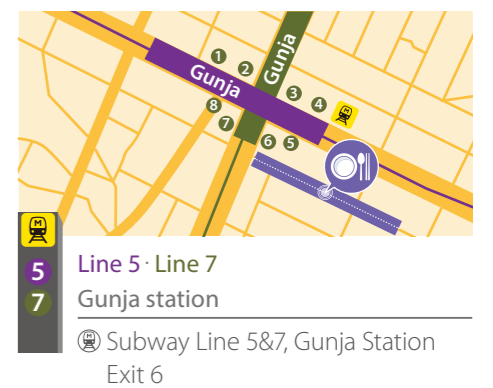 1
2
Gunja
Gunja
3
4
M
8
7
6 5
M
5
7
Line 5 · Line 7
Gunja station
M Subway Line 5&7, Gunja Station
Exit 6